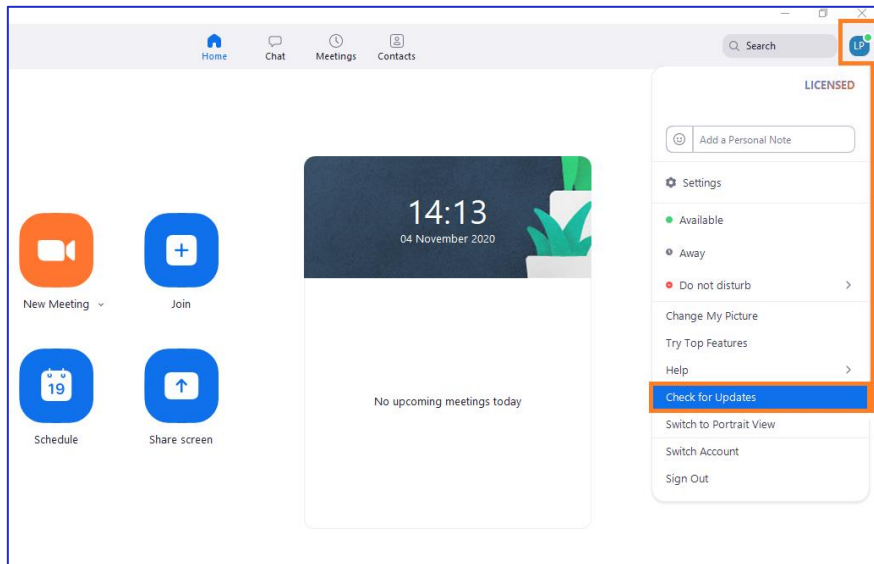 Home
Chat
Meetings
Contacts
Search
LP
LICENSED
Add a Personal Note
Settings
Available
Away
Do not disturb
Change My Picture
Try Top Features
Help
Check for Updates
Switch to Portrait View
Switch Account
Sign Out
14:13
04 November 2020
No upcoming meetings today
New Meeting
Join
19
Schedule
Share screen